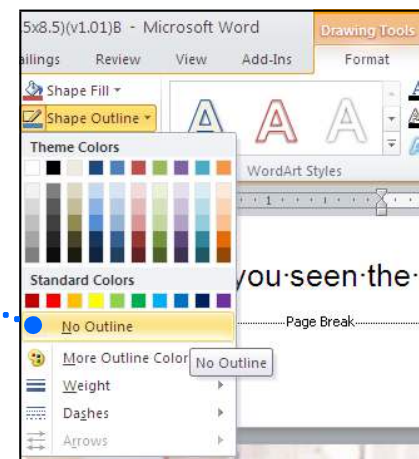 5x8.5)(v1.01)B - Microsoft Word
Drawing Tools
ailings Review View Add-Ins Format
Shape Fill
Shape Outline
WordArt Styles
Theme Colors
1
Standard Colors
you·seen·the·
No Outline
Page Break
More Outline Color
No Outline
Weight
Dashes
Arrows